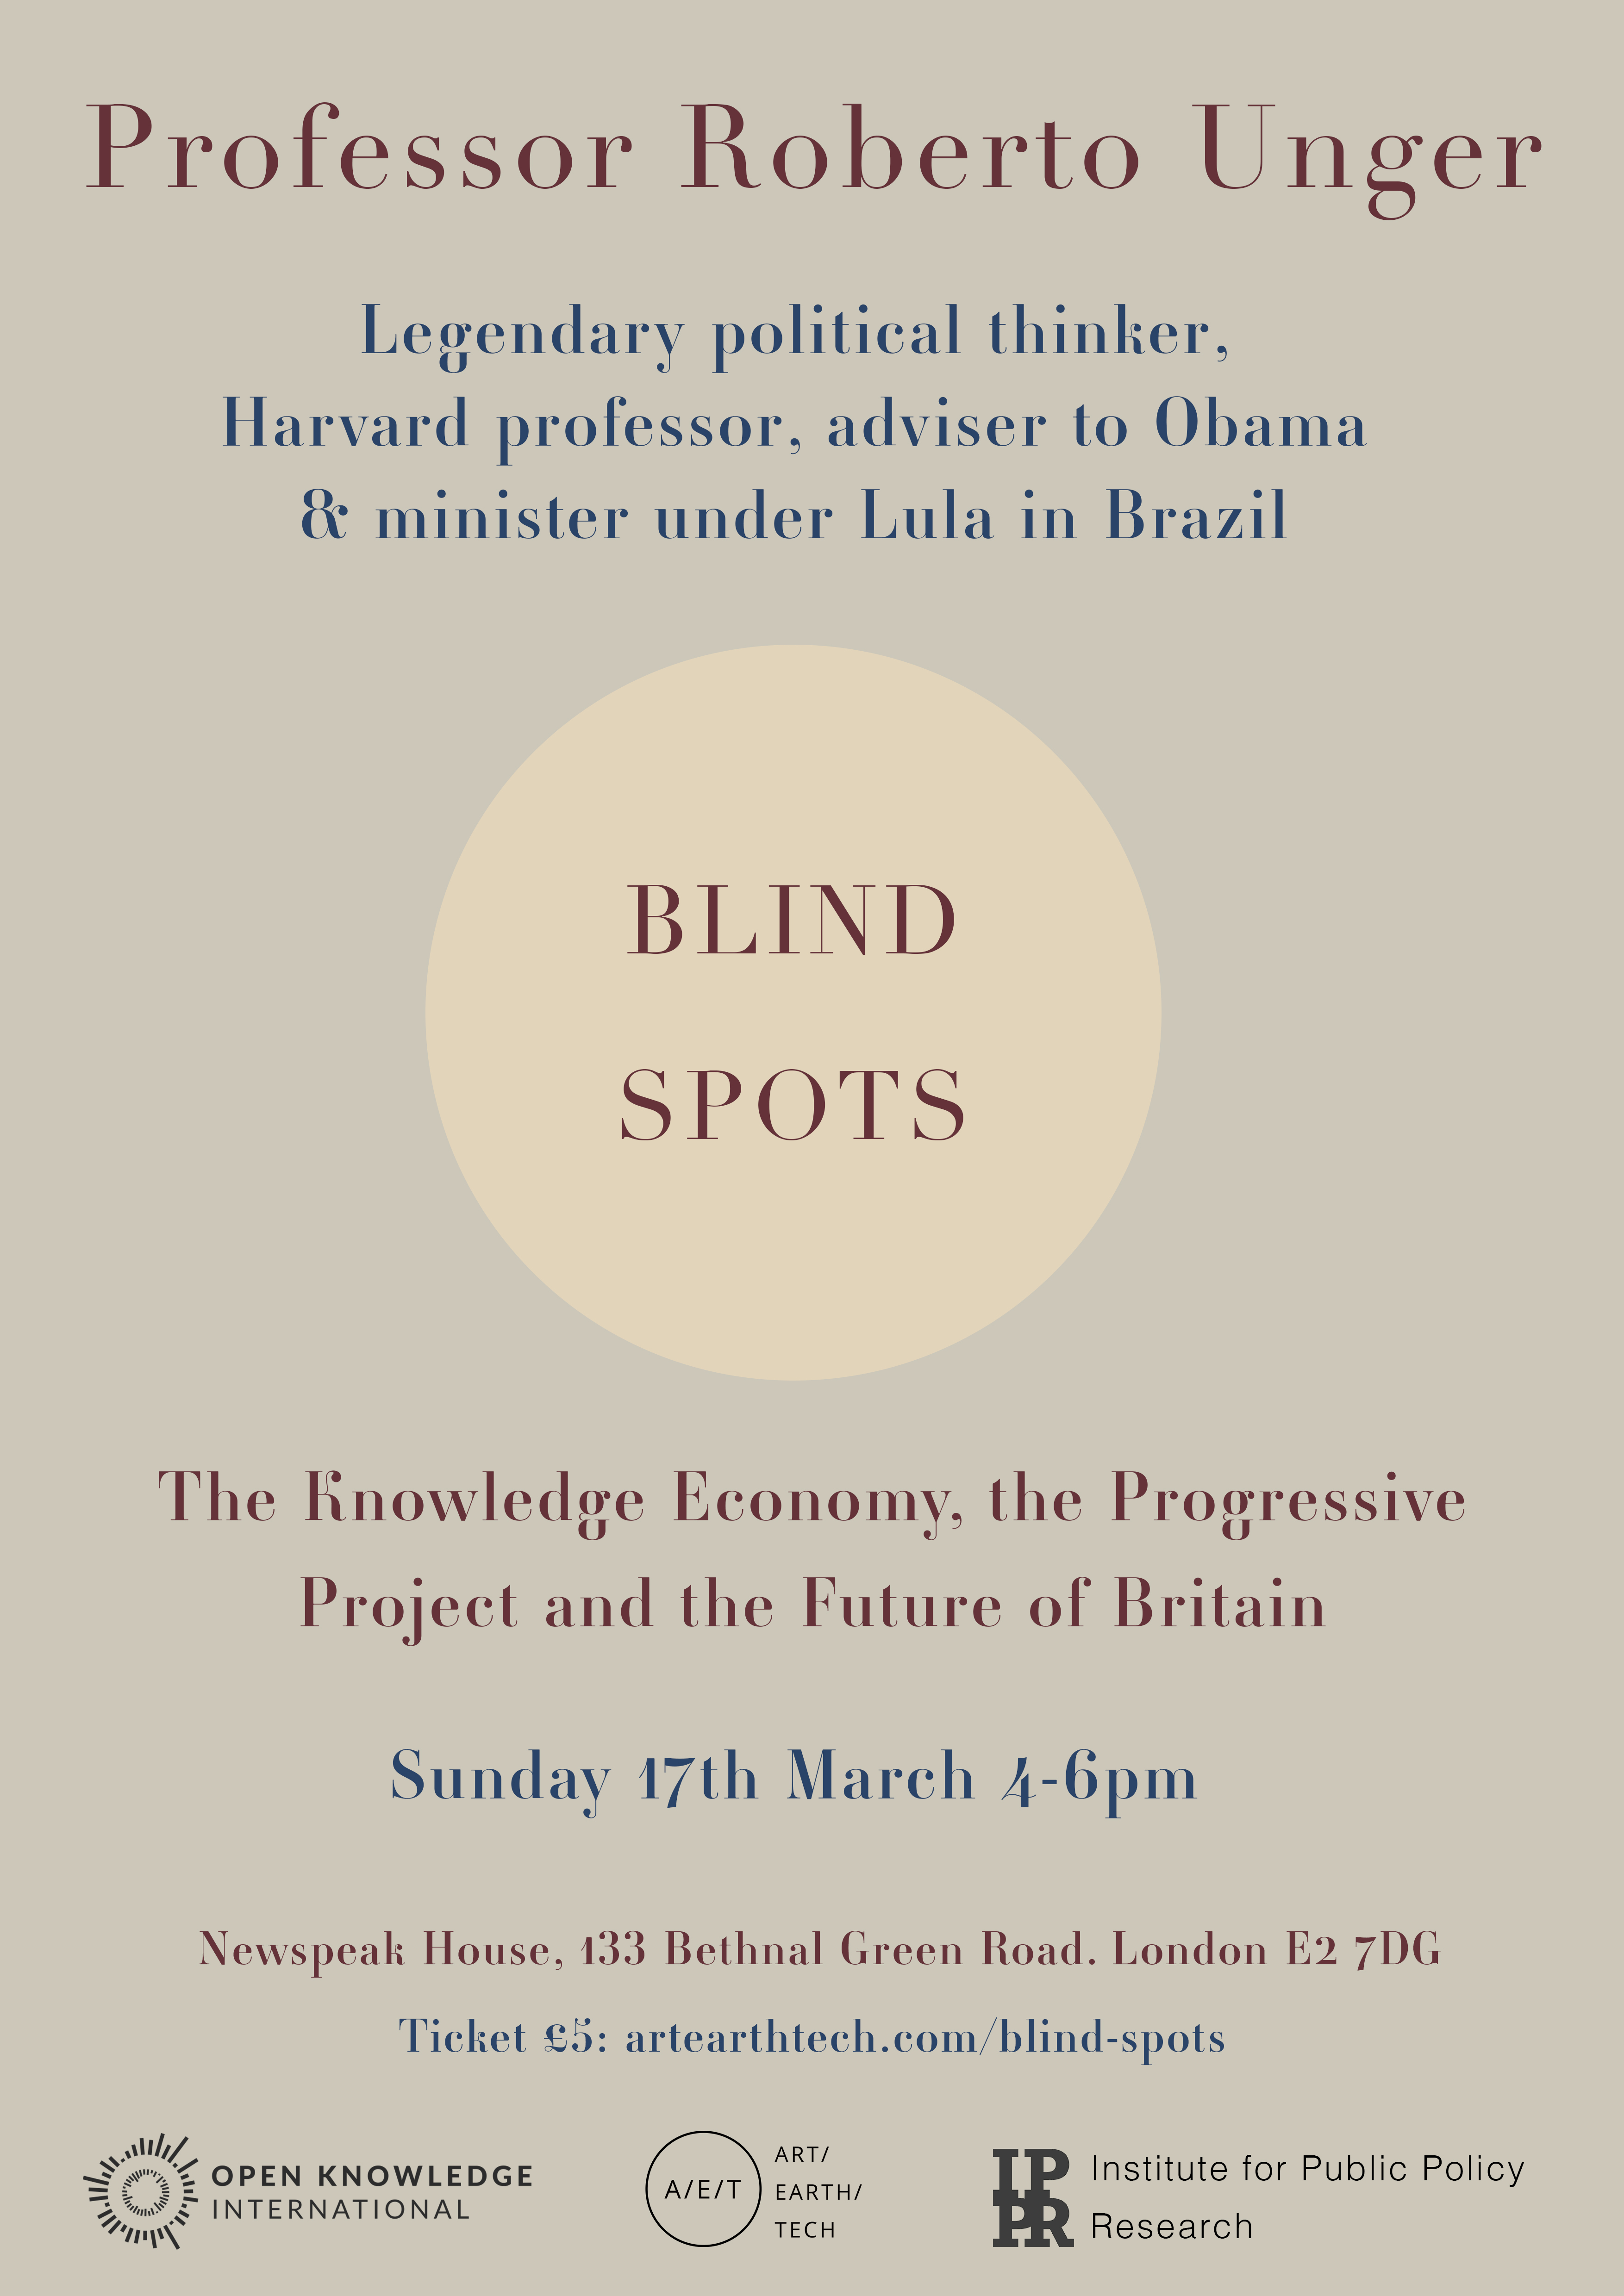 Professor Roberto Unger
Legendary political thinker,
Harvard professor, adviser to Obama
& minister under Lula in Brazil
BLIND
SPOTS
The Knowledge Economy, the Progressive
Project and the Future of Britain
Sunday 17th March 4-6pm
Newspeak House, 133 Bethnal Green Road. London E2 7DG
Ticket £5: artearthtech.com/blind-spots
OPEN KNOWLEDGE
INTERNATIONAL
A/E/T
ART/
EARTH/
TECH
IP
PR
Institute for Public Policy
Research